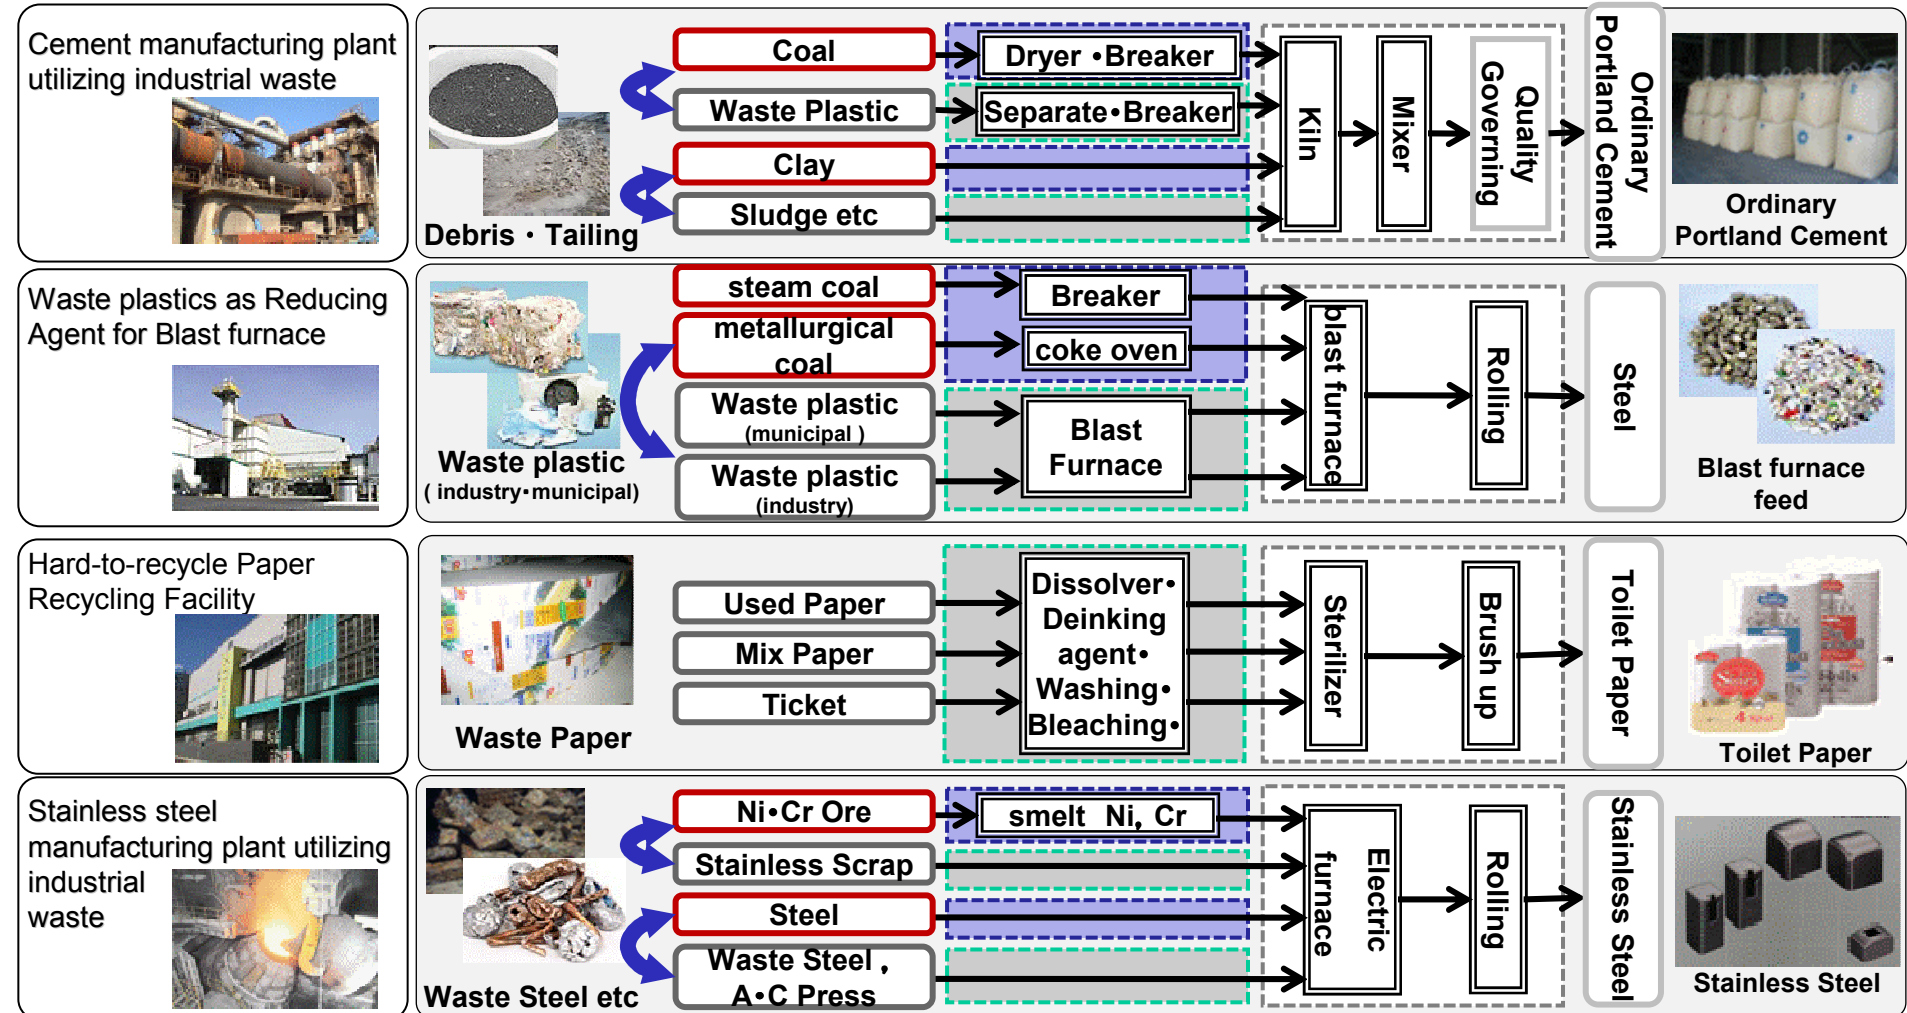 Cement manufacturing plant
utilizing industrial waste
Debris・Tailing
Coal
Waste Plastic
Clay
Sludge etc
Dryer・Breaker
Separate・Breaker
Kiln
Mixer
Quality
Governing
Ordinary
Portland Cement
Ordinary
Portland Cement
Waste plastics as Reducing
Agent for Blast furnace
Waste plastic
( industry・municipal)
steam coal
metallurgical
coal
Waste plastic
(municipal )
Waste plastic
(industry)
Breaker
coke oven
Blast
Furnace
blast furnace
Rolling
Steel
Blast furnace
feed
Hard-to-recycle Paper
Recycling Facility
Waste Paper
Used Paper
Mix Paper
Ticket
Dissolver・
Deinking
agent・
Washing・
Bleaching・
Sterilizer
Brush up
Toilet Paper
Toilet Paper
Stainless steel
manufacturing plant utilizing
industrial
waste
Waste Steel etc
Ni・Cr Ore
Stainless Scrap
Steel
Waste Steel ,
A・C Press
smelt Ni, Cr
Electric
furnace
Rolling
Stainless Steel
Stainless Steel